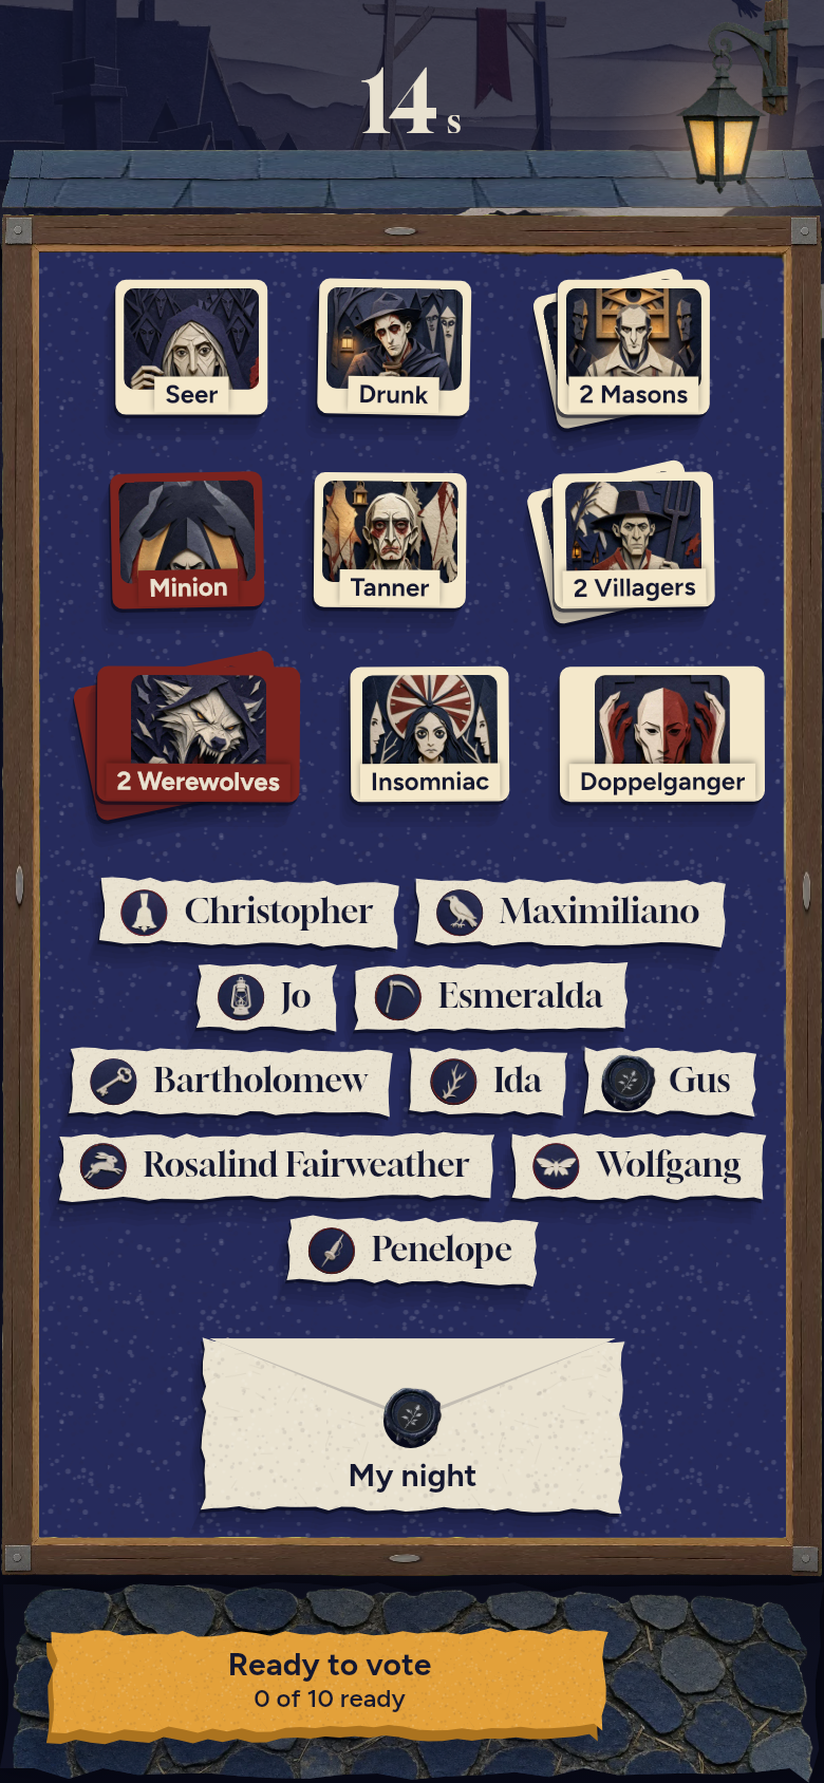 14 s
Seer
Drunk
2 Masons
Minion
Tanner
2 Villagers
2 Werewolves
Insomniac
Doppelganger
Christopher
Maximiliano
Jo
Esmeralda
Bartholomew
Ida
Gus
Rosalind Fairweather
Wolfgang
Penelope
My night
Ready to vote
0 of 10 ready